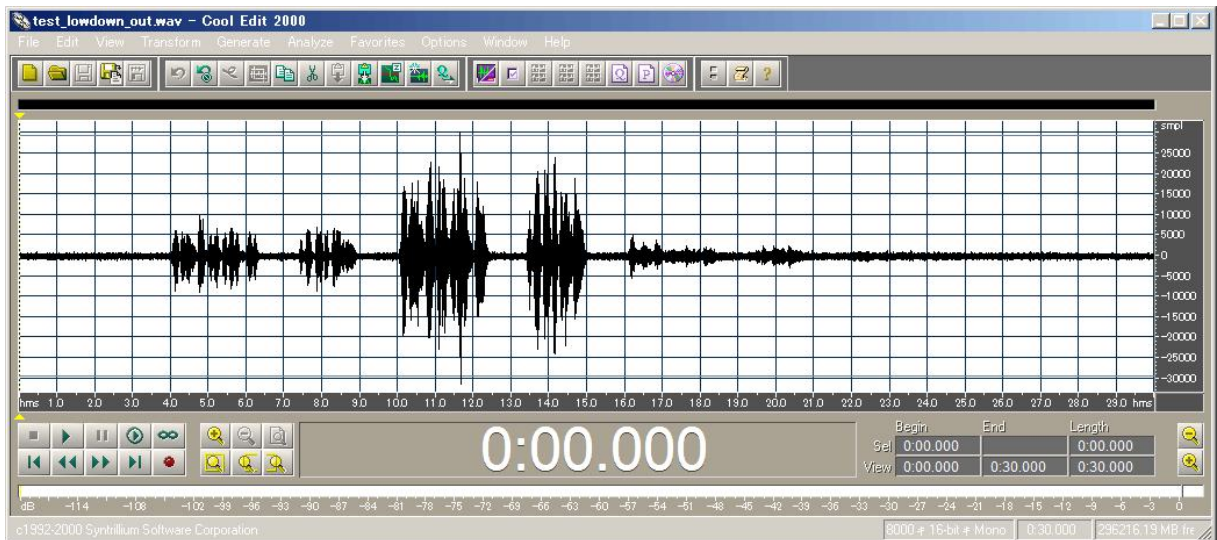 test_lowdown_out.wav - Cool Edit 2000
File Edit View Transform Generate Analyze Favorites Options Window Help
smpl
25000
20000
15000
10000
5000
0
-5000
-10000
-15000
-20000
-25000
-30000
hms 1.0 2.0 3.0 4.0 5.0 6.0 7.0 8.0 9.0 10.0 11.0 12.0 13.0 14.0 15.0 16.0 17.0 18.0 19.0 20.0 21.0 22.0 23.0 24.0 25.0 26.0 27.0 28.0 29.0 hms
0:00.000
Begin End Length
Sel 0:00.000 0:00.000
View 0:00.000 0:30.000 0:30.000
dB -114 -108 -102 -99 -96 -93 -90 -87 -84 -81 -78 -75 -72 -69 -66 -63 -60 -57 -54 -51 -48 -45 -42 -39 -36 -33 -30 -27 -24 -21 -18 -15 -12 -9 -6 -3 0
c1992-2000 Syntrillium Software Corporation 8000 16-bit Mono 0:30.000 296216.19 MB fre